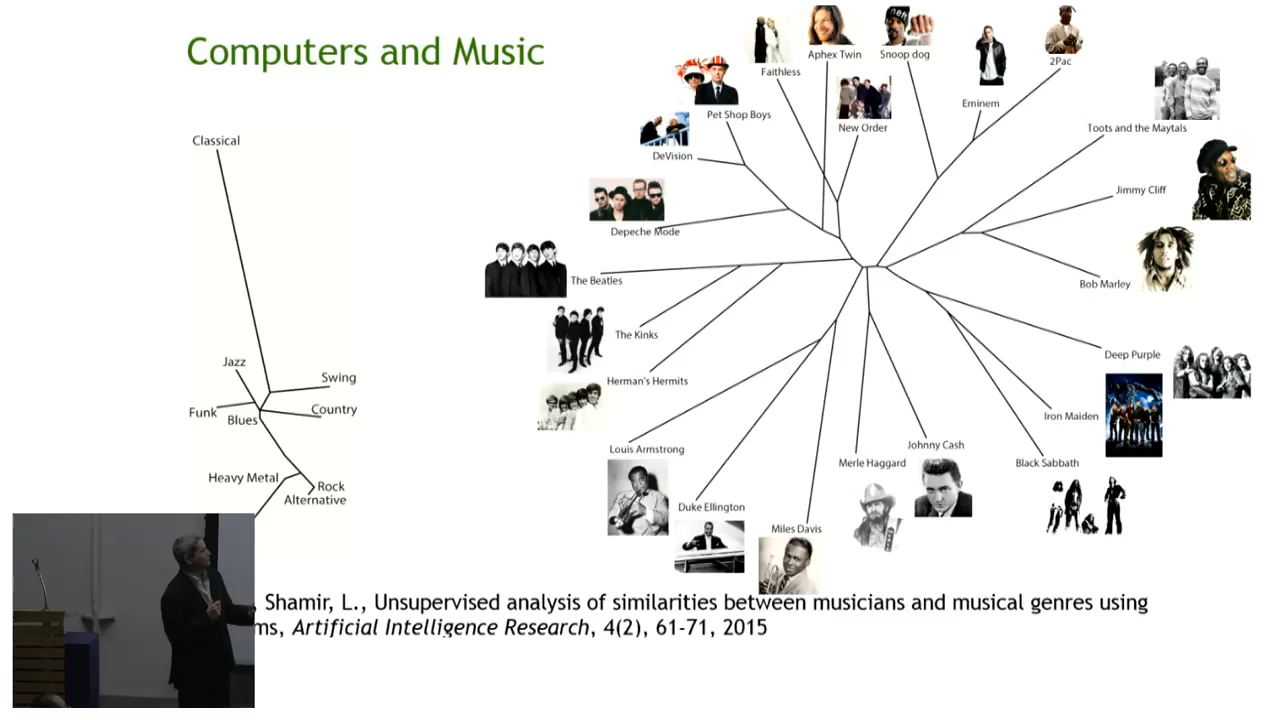 Computers and Music
Classical
Jazz
Swing
Funk
Country
Blues
Heavy Metal
Rock
Alternative
Aphex Twin
Snoop dog
2Pac
Faithless
Eminem
Pet Shop Boys
New Order
Toots and the Maytals
DeVision
Jimmy Cliff
Depeche Mode
The Beatles
Bob Marley
The Kinks
Deep Purple
Herman's Hermits
Iron Maiden
Louis Armstrong
Johnny Cash
Merle Haggard
Black Sabbath
Duke Ellington
Miles Davis
, Shamir, L., Unsupervised analysis of similarities between musicians and musical genres using
ms, Artificial Intelligence Research, 4(2), 61-71, 2015